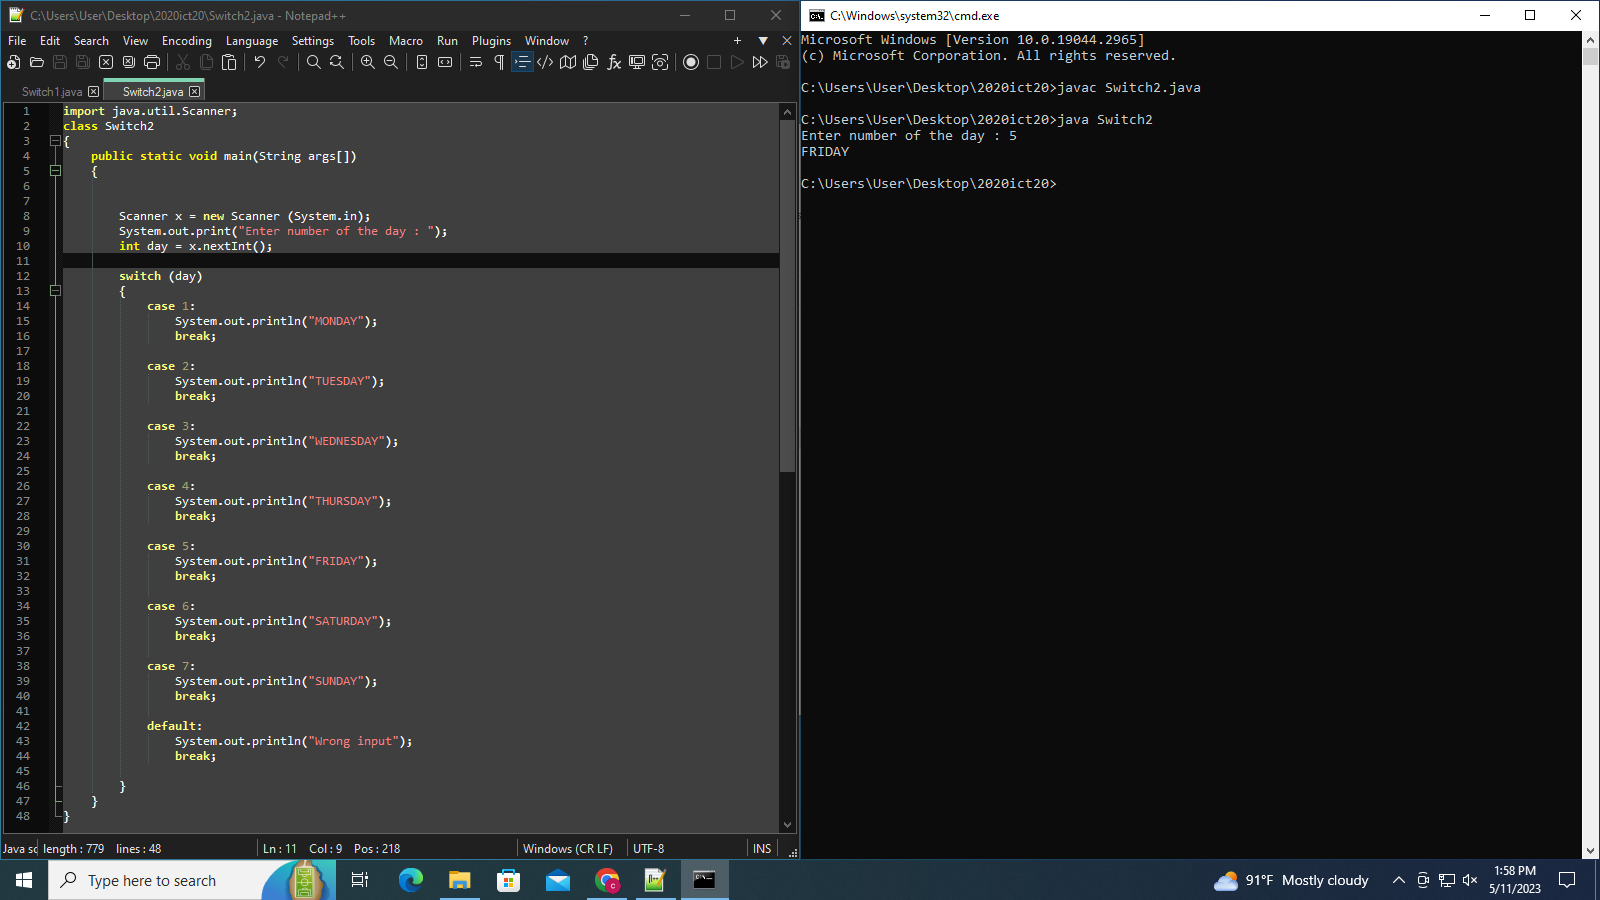 C:\Users\User\Desktop\2020ict20\Switch2.java - Notepad++
File Edit Search View Encoding Language Settings Tools Macro Run Plugins Window ?
Switch1.java Switch2.java
1 import java.util.Scanner;
2 class Switch2
3 {
4 public static void main(String args[])
5 {
6
7
8 Scanner x = new Scanner (System.in);
9 System.out.print("Enter number of the day : ");
10 int day = x.nextInt();
11
12 switch (day)
13 {
14 case 1:
15 System.out.println("MONDAY");
16 break;
17
18 case 2:
19 System.out.println("TUESDAY");
20 break;
21
22 case 3:
23 System.out.println("WEDNESDAY");
24 break;
25
26 case 4:
27 System.out.println("THURSDAY");
28 break;
29
30 case 5:
31 System.out.println("FRIDAY");
32 break;
33
34 case 6:
35 System.out.println("SATURDAY");
36 break;
37
38 case 7:
39 System.out.println("SUNDAY");
40 break;
41
42 default:
43 System.out.println("Wrong input");
44 break;
45
46 }
47 }
48 }
Java sc length : 779 lines : 48 Ln : 11 Col : 9 Pos : 218 Windows (CR LF) UTF-8 INS
C:\Windows\system32\cmd.exe
Microsoft Windows [Version 10.0.19044.2965]
(c) Microsoft Corporation. All rights reserved.
C:\Users\User\Desktop\2020ict20>javac Switch2.java
C:\Users\User\Desktop\2020ict20>java Switch2
Enter number of the day : 5
FRIDAY
C:\Users\User\Desktop\2020ict20>
Type here to search
91°F Mostly cloudy
1:58 PM
5/11/2023